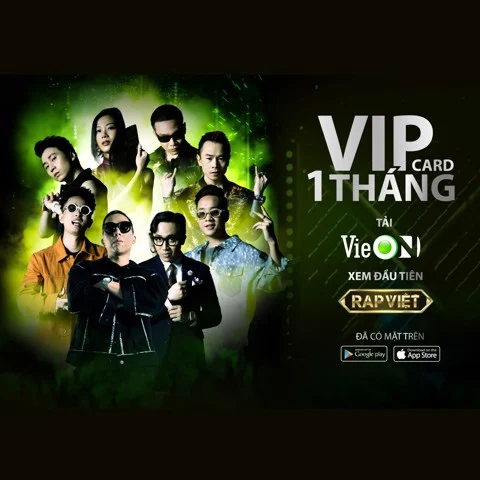 VIP
CARD
1 THÁNG
TẢI
VieON
XEM ĐẦU TIÊN
RAP VIỆT
ĐÃ CÓ MẶT TRÊN
Google play
App Store